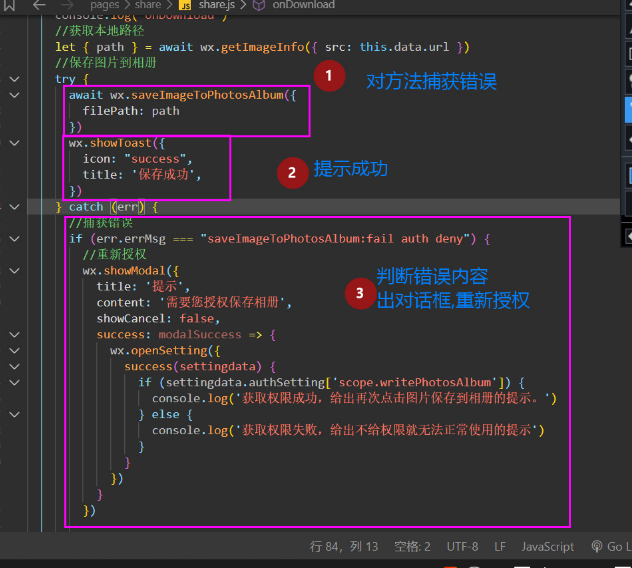 pages > share > JS share.js > onDownload
console.log("onDownload")
//获取本地路径
let { path } = await wx.getImageInfo({ src: this.data.url })
//保存图片到相册
try {
1
对方法捕获错误
await wx.saveImageToPhotosAlbum({
filePath: path
})
wx.showToast({
icon: "success",
title: '保存成功',
})
2
提示成功
} catch (err) {
//捕获错误
if (err.errMsg === "saveImageToPhotosAlbum:fail auth deny") {
//重新授权
wx.showModal({
title: '提示',
content: '需要您授权保存相册',
showCancel: false,
3
判断错误内容
出对话框,重新授权
success: modalSuccess => {
wx.openSetting({
success(settingdata) {
if (settingdata.authSetting['scope.writePhotosAlbum']) {
console.log('获取权限成功，给出再次点击图片保存到相册的提示。')
} else {
console.log('获取权限失败，给出不给权限就无法正常使用的提示')
}
}
})
}
})
行 84，列 13 空格: 2 UTF-8 LF JavaScript Go L